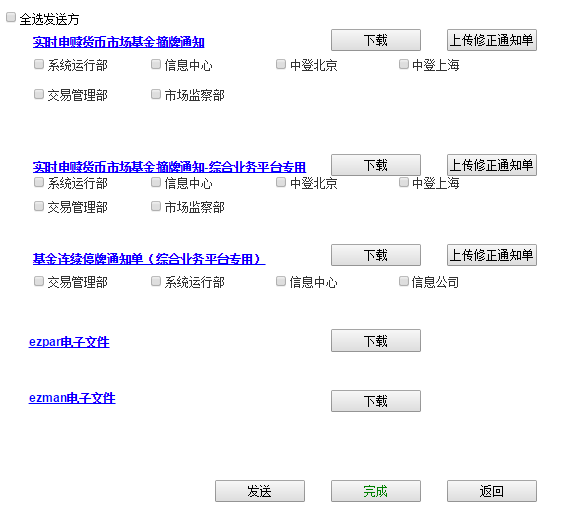 全选发送方
实时申赎货币市场基金摘牌通知 下载 上传修正通知单
系统运行部 信息中心 中登北京 中登上海
交易管理部 市场监察部
实时申赎货币市场基金摘牌通知-综合业务平台专用 下载 上传修正通知单
系统运行部 信息中心 中登北京 中登上海
交易管理部 市场监察部
基金连续停牌通知单（综合业务平台专用） 下载 上传修正通知单
交易管理部 系统运行部 信息中心 信息公司
ezpar电子文件 下载
ezman电子文件 下载
发送 完成 返回